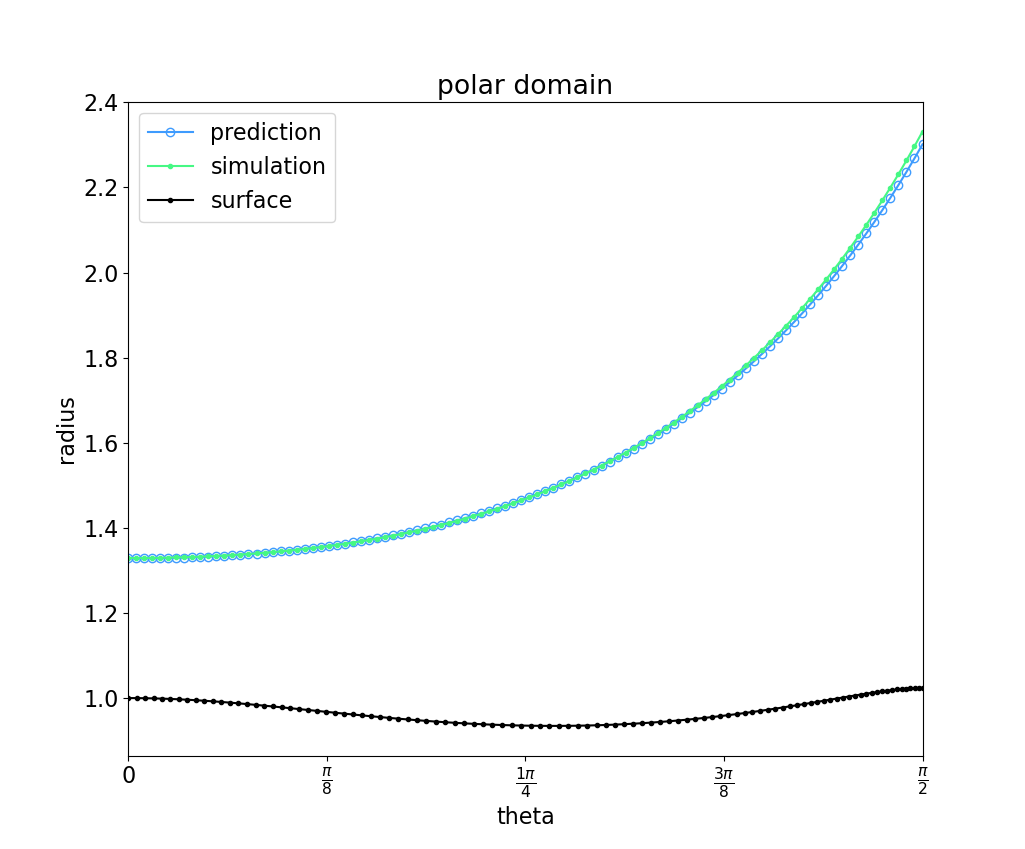 polar domain
2.4
2.2
2.0
1.8
1.6
1.4
1.2
1.0
radius
prediction
simulation
surface
0
π/8
1π/4
3π/8
π/2
theta